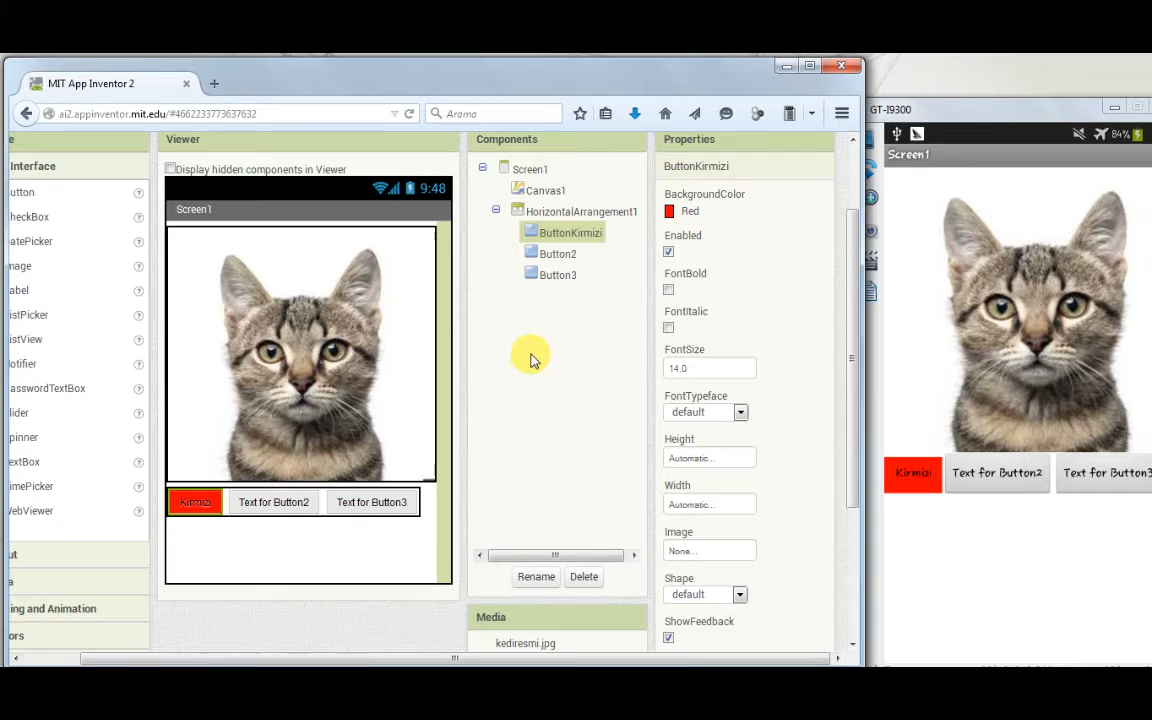 MIT App Inventor 2
ai2.appinventor.mit.edu/#4662233773637632
Arama
e
Interface
utton
heckBox
atePicker
mage
abel
istPicker
istView
otifier
asswordTextBox
lider
pinner
extBox
imePicker
WebViewer
ut
a
ing and Animation
ors
Viewer
Display hidden components in Viewer
9:48
Screen1
Kirmizi
Text for Button2
Text for Button3
Components
Screen1
Canvas1
HorizontalArrangement1
ButtonKirmizi
Button2
Button3
Rename
Delete
Media
kediresmi.jpg
Properties
ButtonKirmizi
BackgroundColor
Red
Enabled
FontBold
FontItalic
FontSize
14.0
FontTypeface
default
Height
Automatic...
Width
Automatic...
Image
None...
Shape
default
ShowFeedback
GT-I9300
84%
Screen1
Kirmizi
Text for Button2
Text for Button3